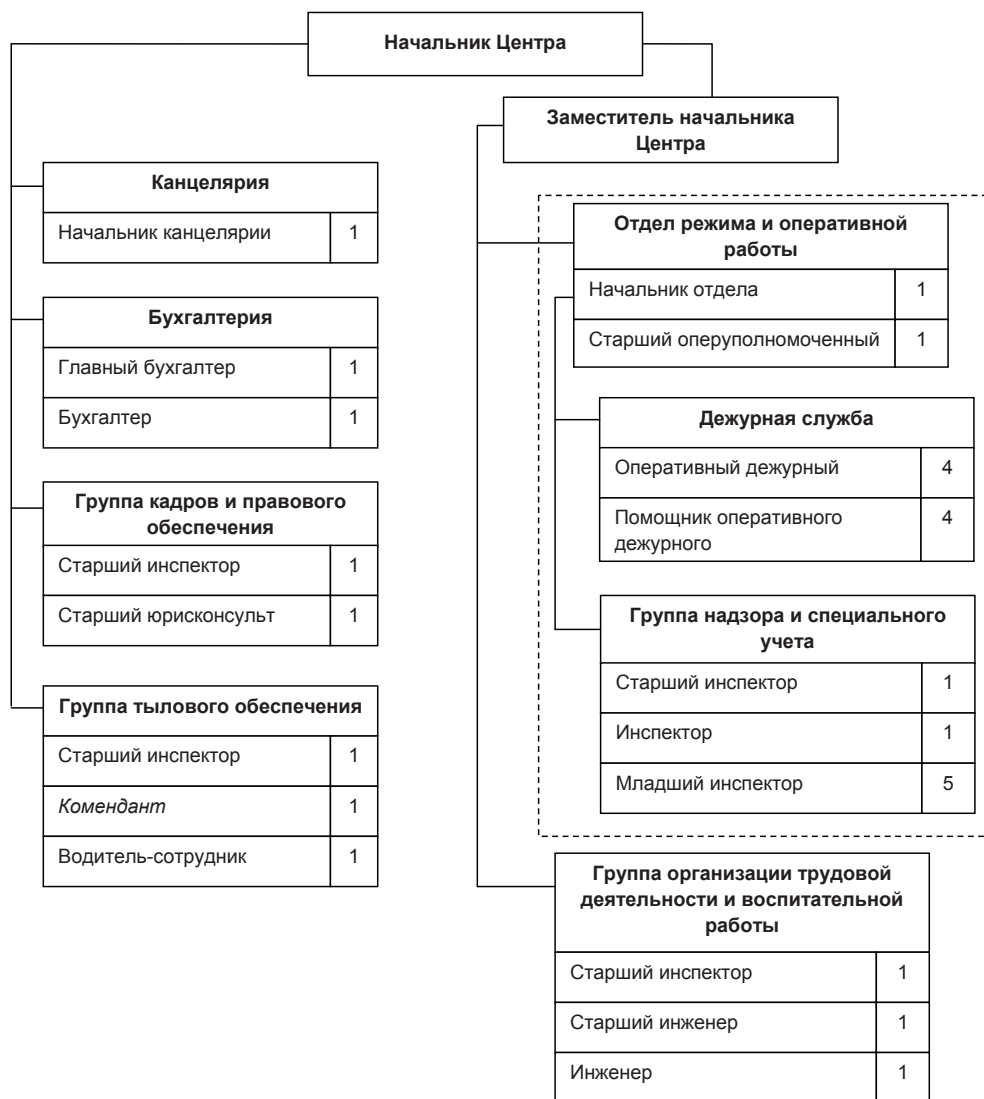 Начальник Центра
Заместитель начальника
Центра
Канцелярия
Начальник канцелярии 1
Бухгалтерия
Главный бухгалтер 1
Бухгалтер 1
Группа кадров и правового
обеспечения
Старший инспектор 1
Старший юрисконсульт 1
Группа тылового обеспечения
Старший инспектор 1
Комендант 1
Водитель-сотрудник 1
Отдел режима и оперативной
работы
Начальник отдела 1
Старший оперуполномоченный 1
Дежурная служба
Оперативный дежурный 4
Помощник оперативного 4
дежурного
Группа надзора и специального
учета
Старший инспектор 1
Инспектор 1
Младший инспектор 5
Группа организации трудовой
деятельности и воспитательной
работы
Старший инспектор 1
Старший инженер 1
Инженер 1